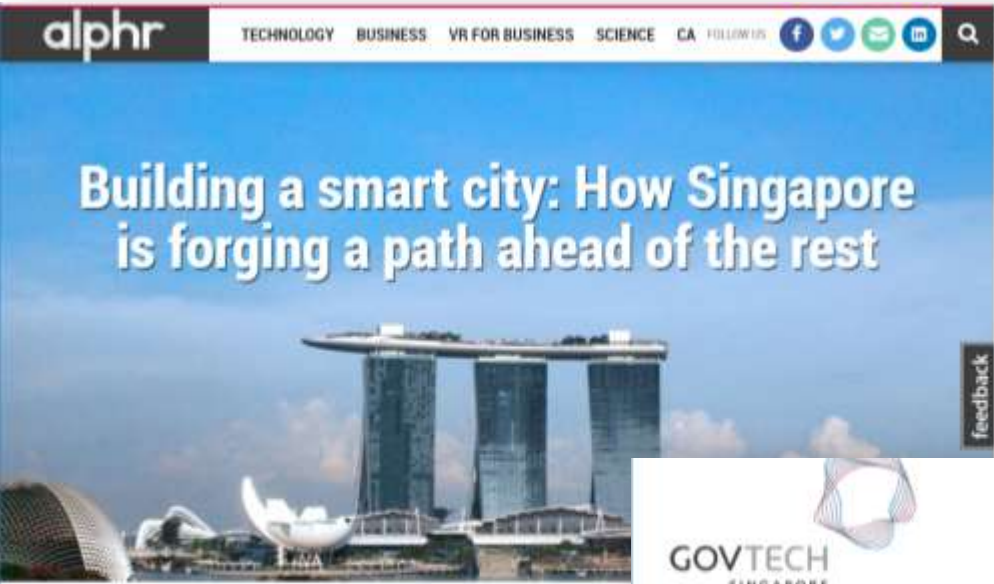 alphr
TECHNOLOGY BUSINESS VR FOR BUSINESS SCIENCE CA FOLLOW US
Building a smart city: How Singapore
is forging a path ahead of the rest
feedback
GOVTECH
SINGAPORE